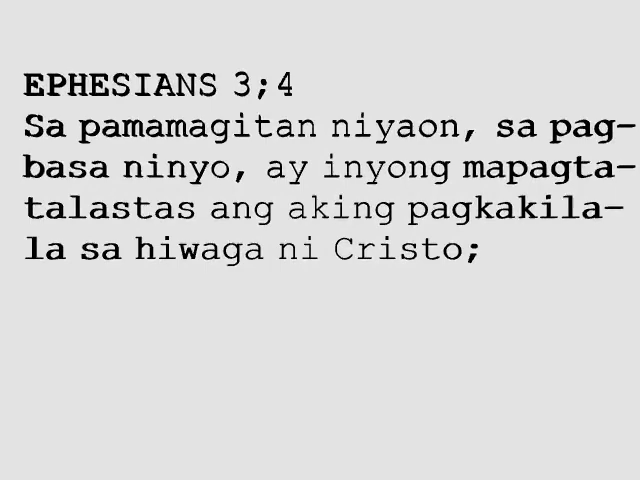 EPHESIANS 3;4
Sa pamamagitan niyaon, sa pag-
basa ninyo, ay inyong mapagta-
talastas ang aking pagkakila-
la sa hiwaga ni Cristo;